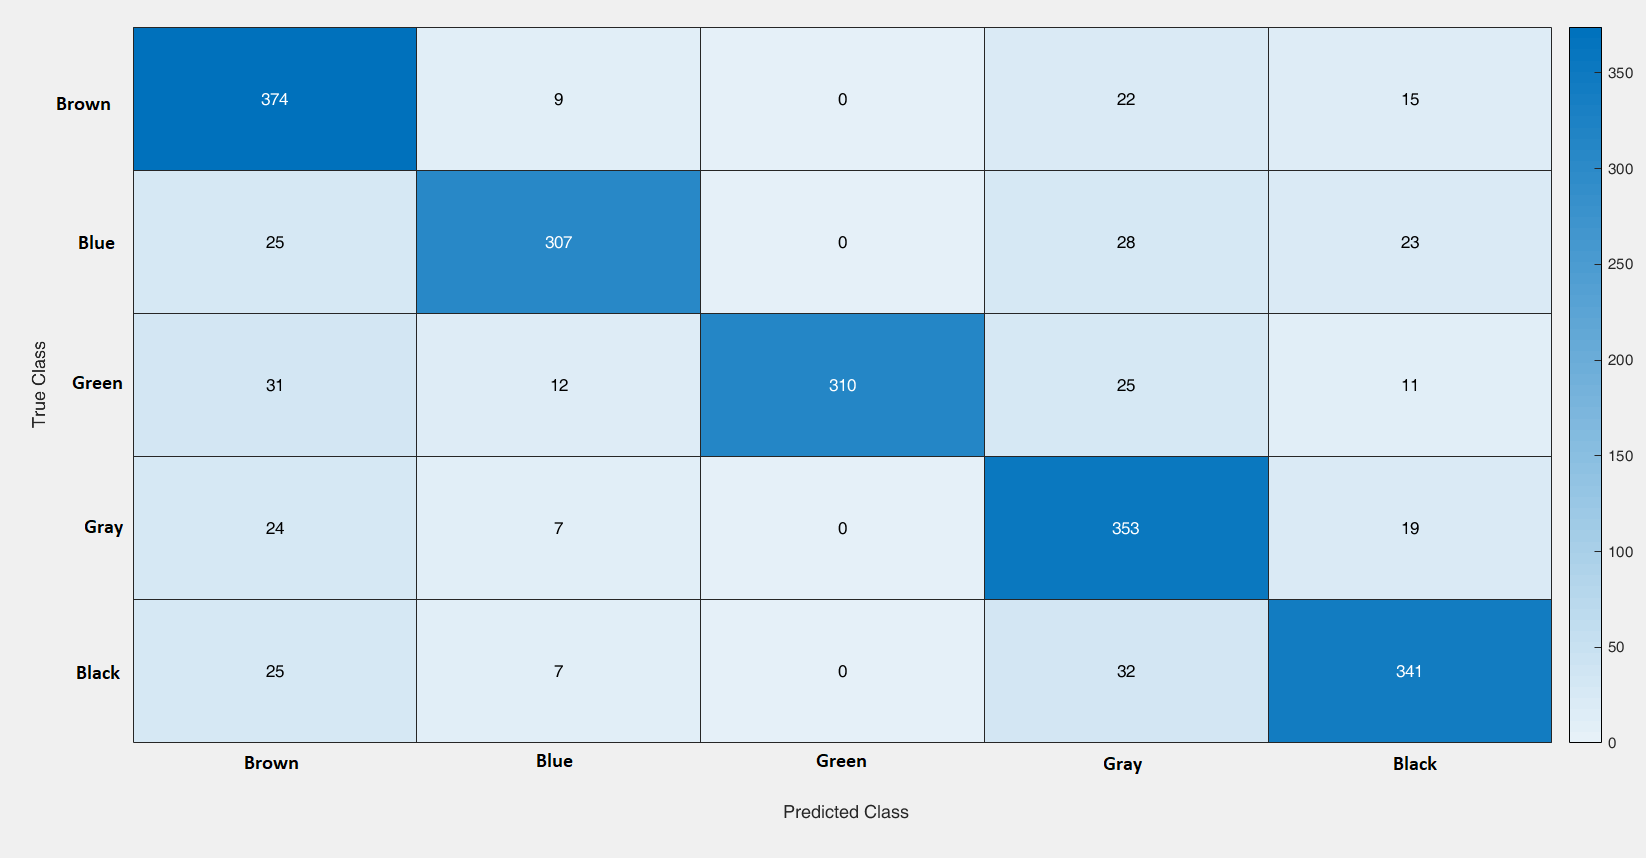 Brown 374 9 0 22 15
Blue 25 307 0 28 23
Green 31 12 310 25 11
Gray 24 7 0 353 19
Black 25 7 0 32 341
True Class
Brown Blue Green Gray Black
Predicted Class
350
300
250
200
150
100
50
0